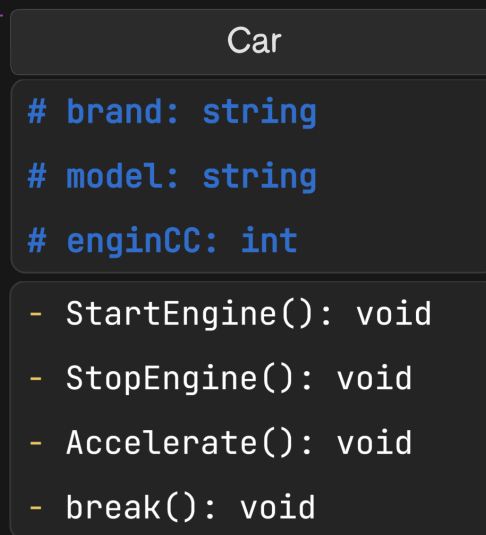 Car
# brand: string
# model: string
# enginCC: int
- StartEngine(): void
- StopEngine(): void
- Accelerate(): void
- break(): void